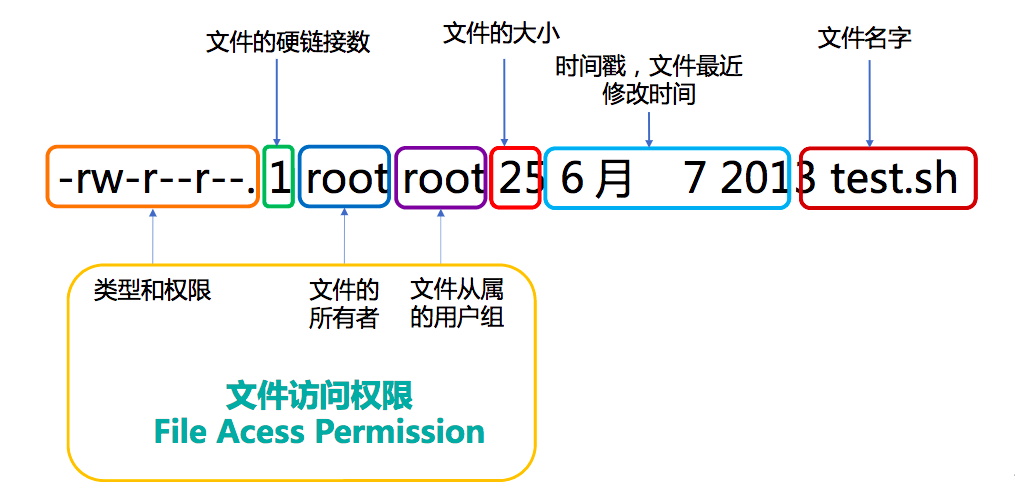 文件的硬链接数
文件的大小
时间戳，文件最近
修改时间
文件名字
-rw-r--r--. 1 root root 25 6 月 7 2013 test.sh
类型和权限
文件的
所有者
文件从属
的用户组
文件访问权限
File Acess Permission